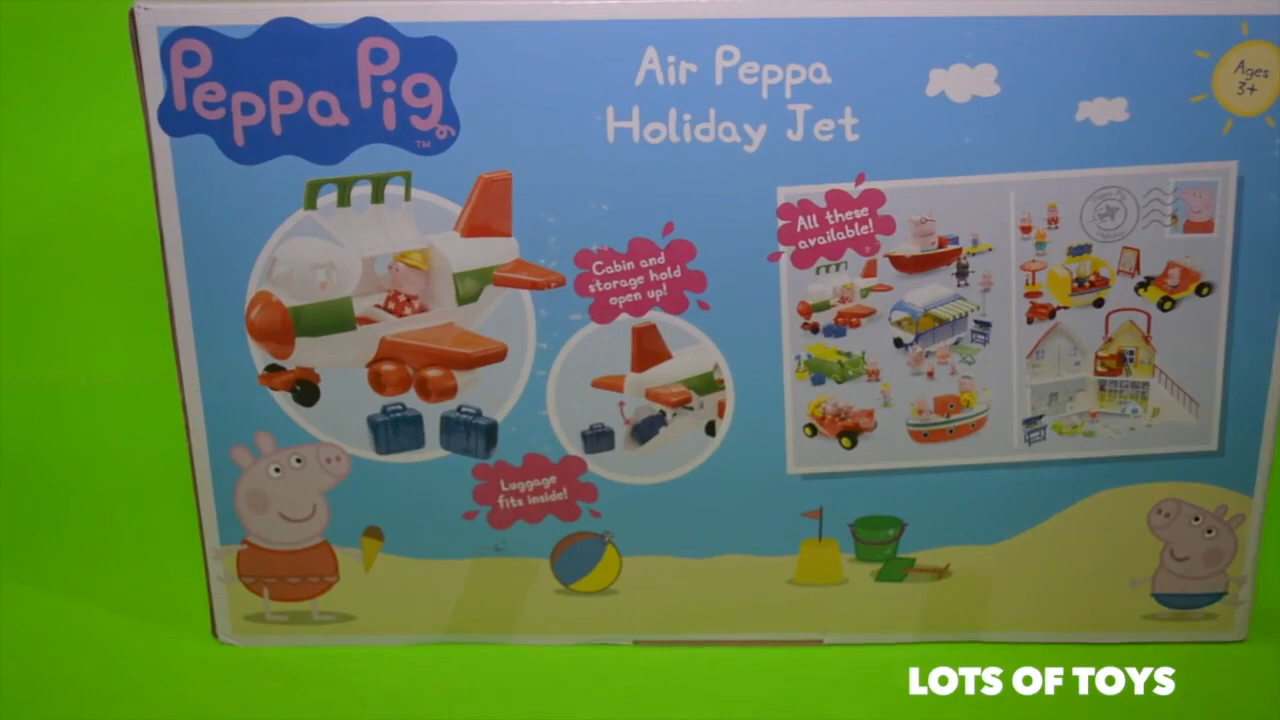 Peppa Pig
TM
Air Peppa
Holiday Jet
Ages
3+
All these
available!
Cabin and
storage hold
open up!
Luggage
fits inside!
LOTS OF TOYS